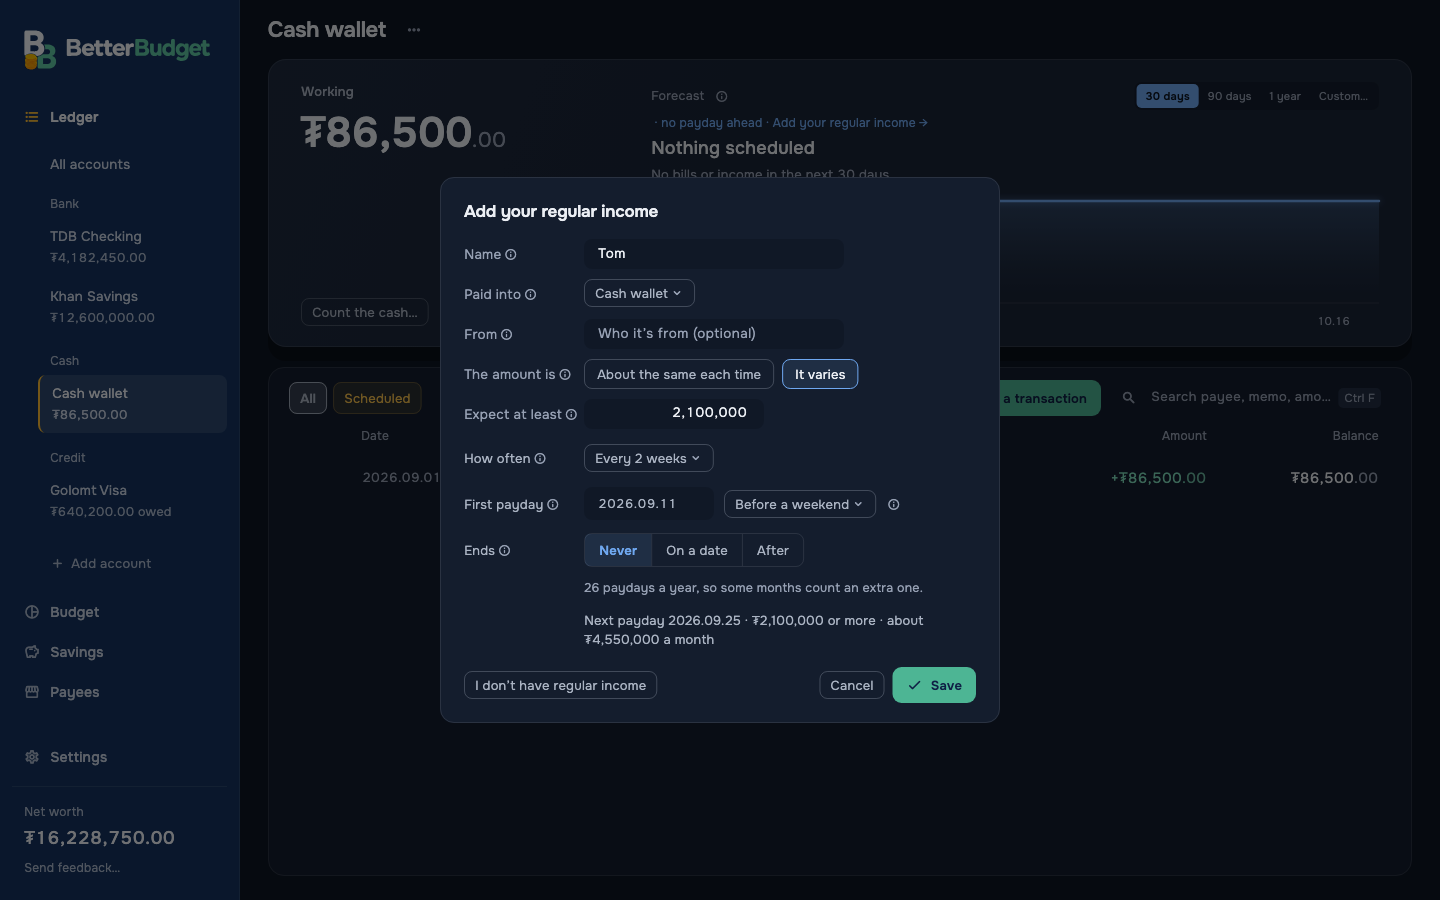 BetterBudget
Ledger
All accounts
Bank
TDB Checking
₮4,182,450.00
Khan Savings
₮12,600,000.00
Cash
Cash wallet
₮86,500.00
Credit
Golomt Visa
₮640,200.00 owed
+ Add account
Budget
Savings
Payees
Settings
Net worth
₮16,228,750.00
Send feedback...
Cash wallet
Working
₮86,500.00
Count the cash...
Forecast
30 days 90 days 1 year Custom...
· no payday ahead · Add your regular income →
Nothing scheduled
No bills or income in the next 30 days
10.16
All Scheduled
a transaction
Search payee, memo, amo... Ctrl F
Date Amount Balance
2026.09.01 +₮86,500.00 ₮86,500.00
Add your regular income
Name Tom
Paid into Cash wallet
From Who it's from (optional)
The amount is About the same each time It varies
Expect at least 2,100,000
How often Every 2 weeks
First payday 2026.09.11 Before a weekend
Ends Never On a date After
26 paydays a year, so some months count an extra one.
Next payday 2026.09.25 · ₮2,100,000 or more · about
₮4,550,000 a month
I don't have regular income Cancel Save